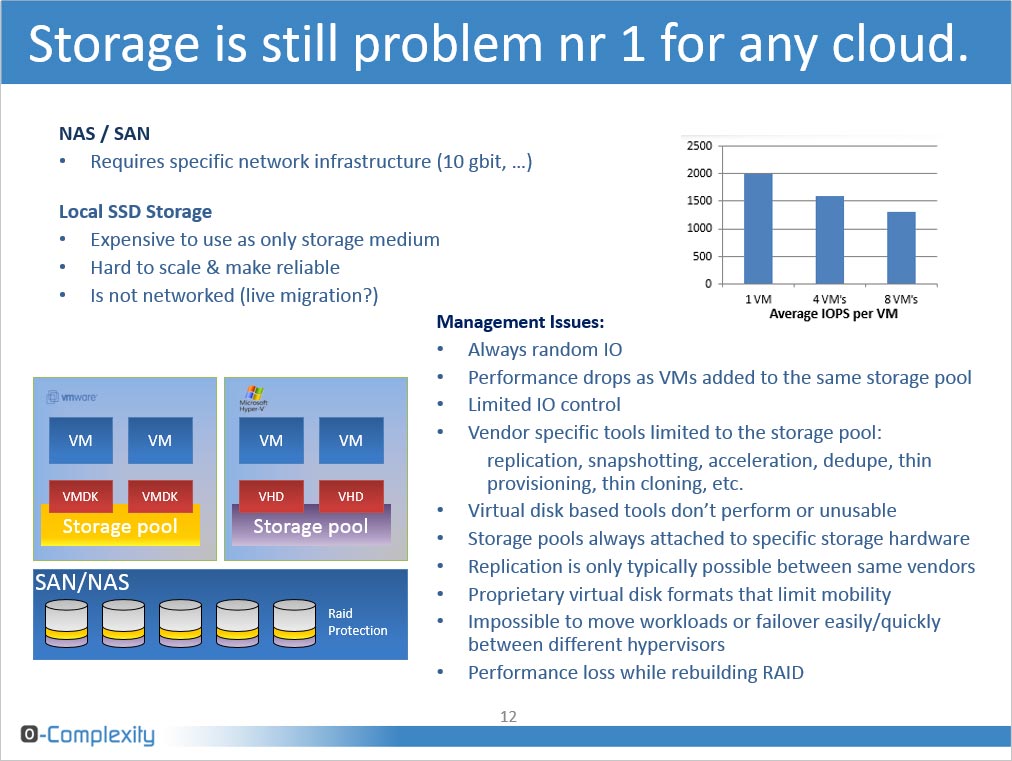 Storage is still problem nr 1 for any cloud.
NAS / SAN
• Requires specific network infrastructure (10 gbit, …)
Local SSD Storage
• Expensive to use as only storage medium
• Hard to scale & make reliable
• Is not networked (live migration?)
2500
2000
1500
1000
500
0
1 VM 4 VM's 8 VM's
Average IOPS per VM
Management Issues:
• Always random IO
• Performance drops as VMs added to the same storage pool
• Limited IO control
• Vendor specific tools limited to the storage pool:
replication, snapshotting, acceleration, dedupe, thin
provisioning, thin cloning, etc.
• Virtual disk based tools don’t perform or unusable
• Storage pools always attached to specific storage hardware
• Replication is only typically possible between same vendors
• Proprietary virtual disk formats that limit mobility
• Impossible to move workloads or failover easily/quickly
between different hypervisors
• Performance loss while rebuilding RAID
vmware
VM VM
VMDK VMDK
Storage pool
Microsoft
Hyper-V
VM VM
VHD VHD
Storage pool
SAN/NAS
Raid
Protection
12
0-Complexity